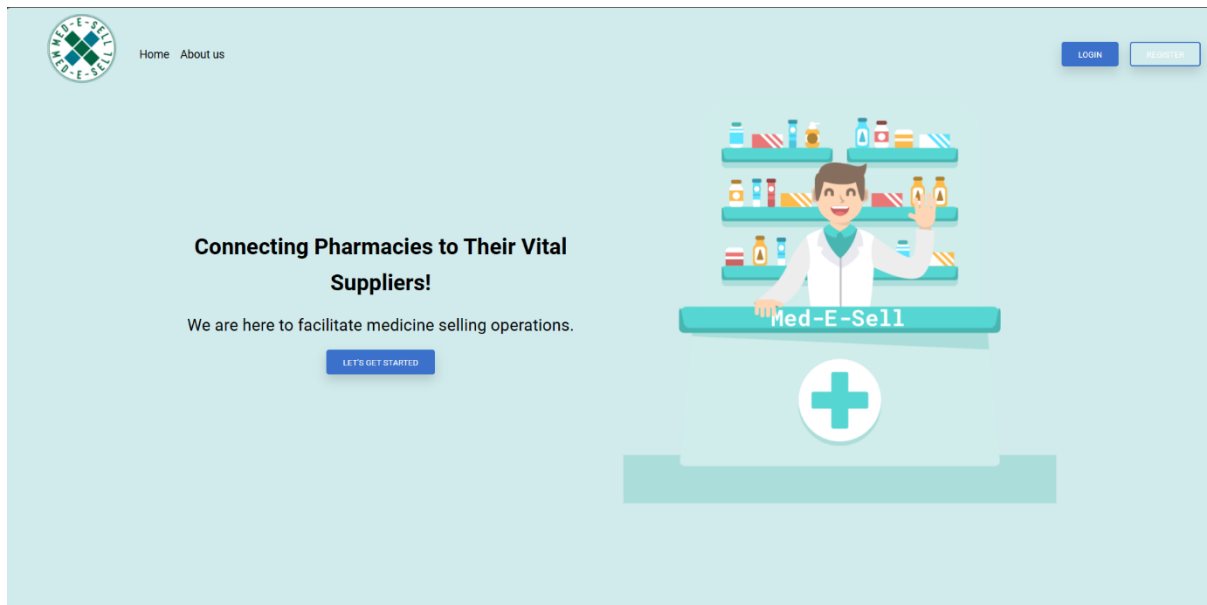 MED-E-SELL
MED-E-SELL
Home About us
LOGIN
REGISTER
Connecting Pharmacies to Their Vital
Suppliers!
We are here to facilitate medicine selling operations.
LET'S GET STARTED
Med-E-Sell